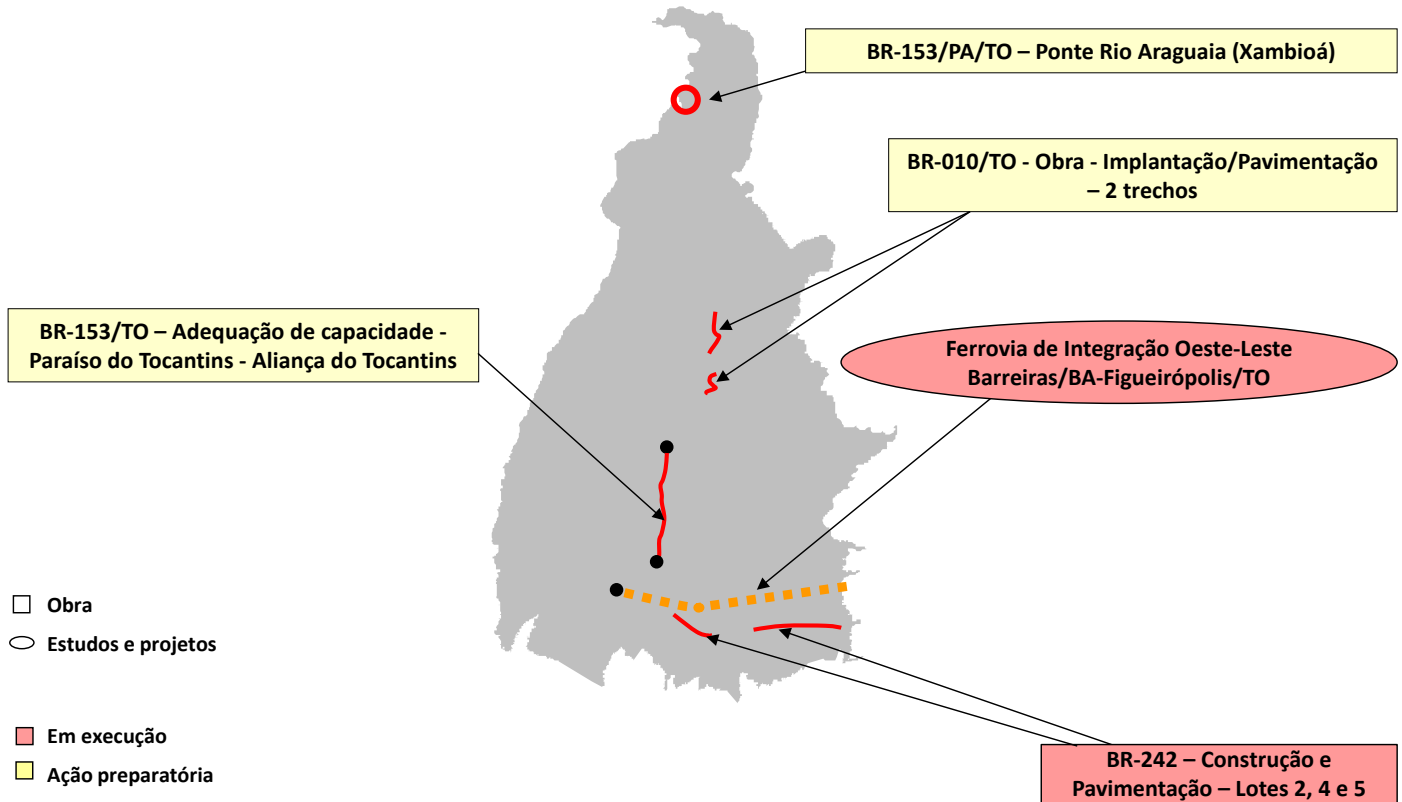 BR-153/PA/TO – Ponte Rio Araguaia (Xambioá)
BR-010/TO - Obra - Implantação/Pavimentação
– 2 trechos
BR-153/TO – Adequação de capacidade -
Paraíso do Tocantins - Aliança do Tocantins
Ferrovia de Integração Oeste-Leste
Barreiras/BA-Figueirópolis/TO
Obra
Estudos e projetos
Em execução
Ação preparatória
BR-242 – Construção e
Pavimentação – Lotes 2, 4 e 5